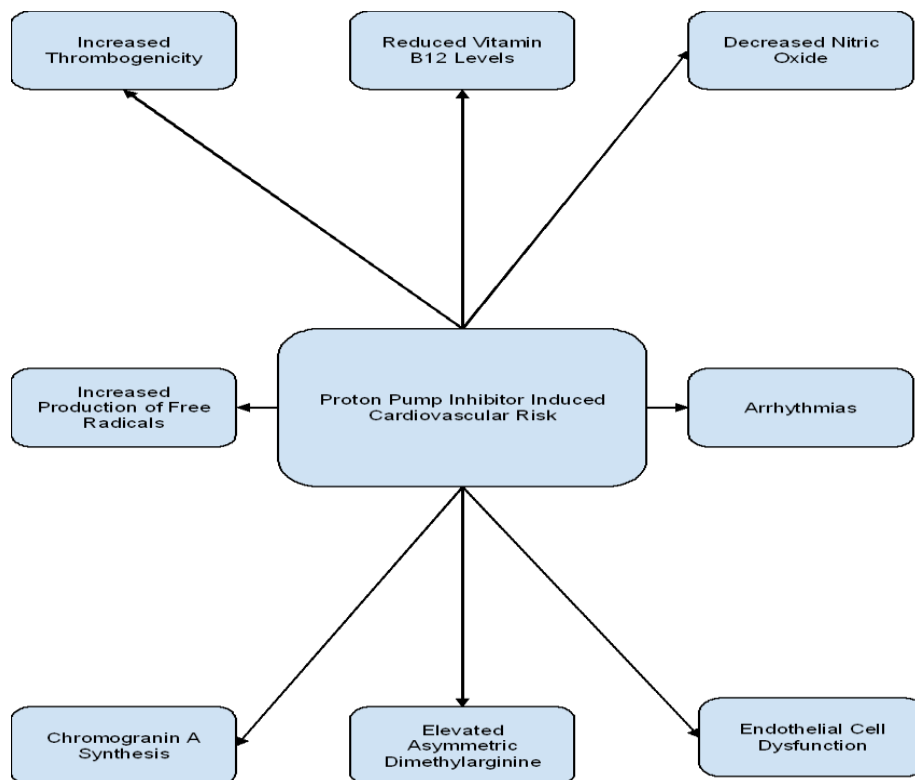 Increased
Thrombogenicity
Reduced Vitamin
B12 Levels
Decreased Nitric
Oxide
Increased
Production of Free
Radicals
Proton Pump Inhibitor Induced
Cardiovascular Risk
Arrhythmias
Chromogranin A
Synthesis
Elevated
Asymmetric
Dimethylarginine
Endothelial Cell
Dysfunction